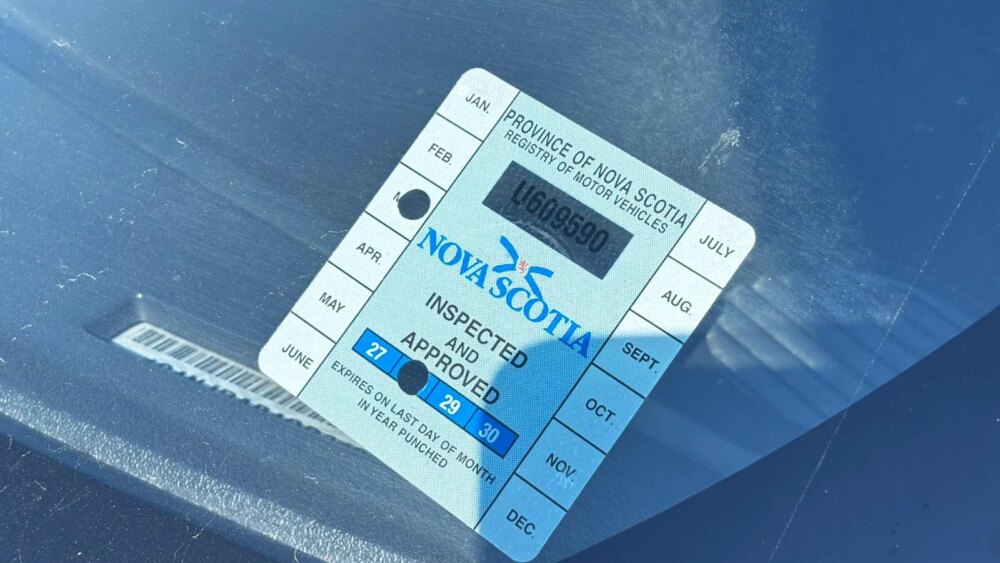 JAN.
FEB.
APR.
MAY
JUNE
PROVINCE OF NOVA SCOTIA
REGISTRY OF MOTOR VEHICLES
U609590
NOVA SCOTIA
INSPECTED
AND
APPROVED
27 29 30
EXPIRES ON LAST DAY OF MONTH
IN YEAR PUNCHED
JULY
AUG.
SEPT.
OCT.
NOV.
DEC.